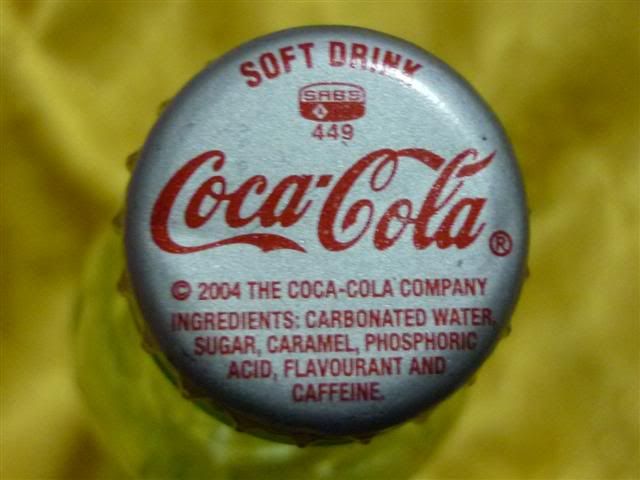 SOFT DRINK
SABS
449
Coca-Cola®
© 2004 THE COCA-COLA COMPANY
INGREDIENTS: CARBONATED WATER,
SUGAR, CARAMEL, PHOSPHORIC
ACID, FLAVOURANT AND
CAFFEINE.